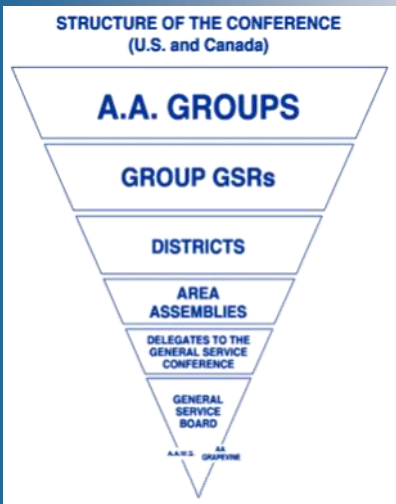 STRUCTURE OF THE CONFERENCE
(U.S. and Canada)
A.A. GROUPS
GROUP GSRs
DISTRICTS
AREA
ASSEMBLIES
DELEGATES TO THE
GENERAL SERVICE
CONFERENCE
GENERAL
SERVICE
BOARD
A.A.W.S.
AA
GRAPEVINE